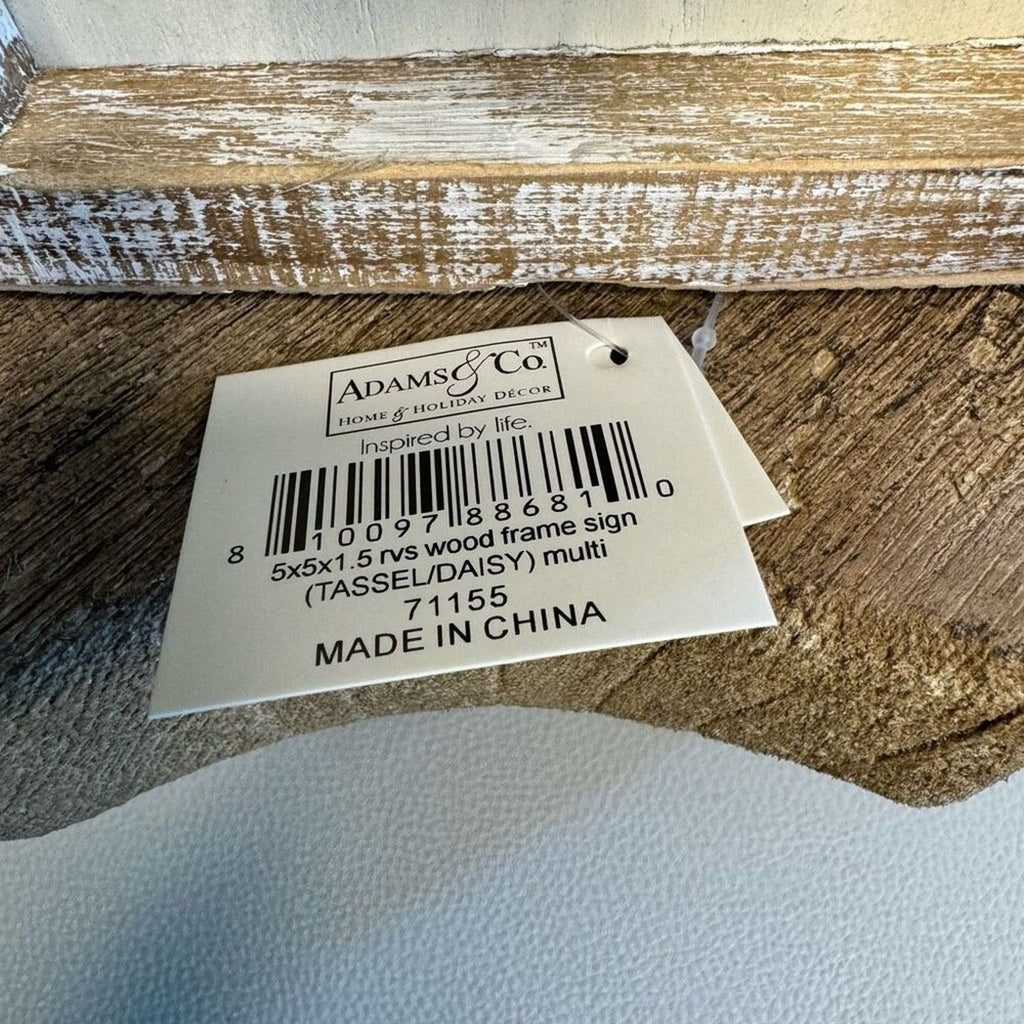 ADAMS & CO.™
HOME & HOLIDAY DÉCOR
Inspired by life.
8 10097 88681 0
5x5x1.5 rvs wood frame sign
(TASSEL/DAISY) multi
71155
MADE IN CHINA